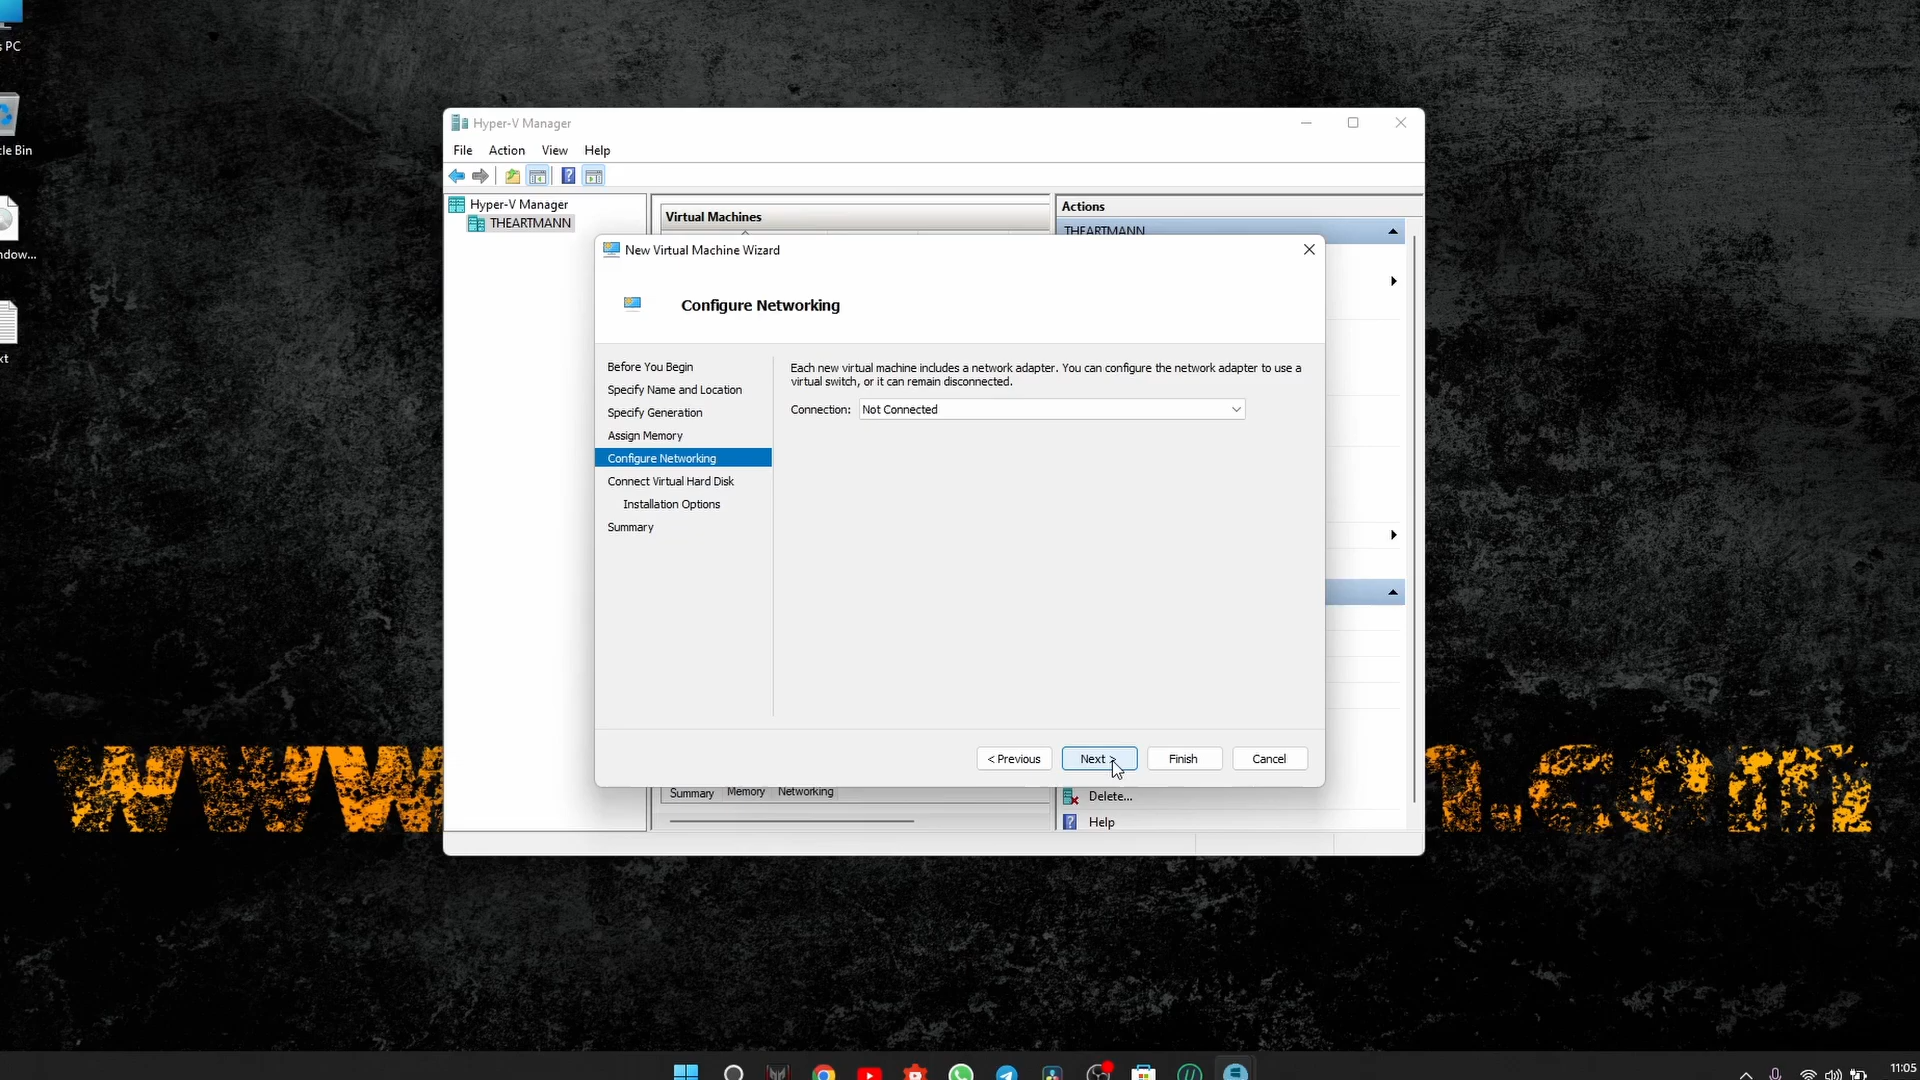 s PC
cle Bin
ndow...
xt
Hyper-V Manager
File Action View Help
Hyper-V Manager
THEARTMANN
Virtual Machines
Actions
THEARTMANN
New Virtual Machine Wizard
Configure Networking
Before You Begin
Specify Name and Location
Specify Generation
Assign Memory
Configure Networking
Connect Virtual Hard Disk
Installation Options
Summary
Each new virtual machine includes a network adapter. You can configure the network adapter to use a
virtual switch, or it can remain disconnected.
Connection: Not Connected
< Previous Next > Finish Cancel
Summary Memory Networking
Delete...
Help
www
n.com
11:05